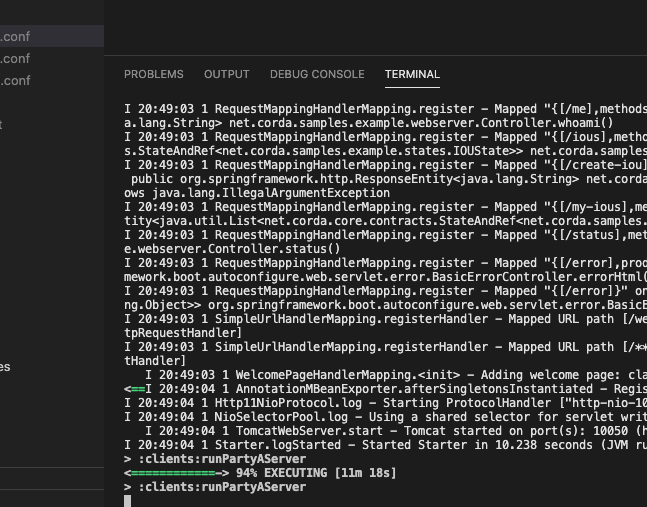 .conf
.conf
.conf
t
es
PROBLEMS OUTPUT DEBUG CONSOLE TERMINAL
I 20:49:03 1 RequestMappingHandlerMapping.register - Mapped "{[/me],methods
a.lang.String> net.corda.samples.example.webserver.Controller.whoami()
I 20:49:03 1 RequestMappingHandlerMapping.register - Mapped "{[/ious],metho
s.StateAndRef<net.corda.samples.example.states.IOUState>> net.corda.samples
I 20:49:03 1 RequestMappingHandlerMapping.register - Mapped "{[/create-iou]
public org.springframework.http.ResponseEntity<java.lang.String> net.corda
ows java.lang.IllegalArgumentException
I 20:49:03 1 RequestMappingHandlerMapping.register - Mapped "{[/my-ious],me
tity<java.util.List<net.corda.core.contracts.StateAndRef<net.corda.samples.
I 20:49:03 1 RequestMappingHandlerMapping.register - Mapped "{[/status],met
e.webserver.Controller.status()
I 20:49:03 1 RequestMappingHandlerMapping.register - Mapped "{[/error],prod
mework.boot.autoconfigure.web.servlet.error.BasicErrorController.errorHtml(
I 20:49:03 1 RequestMappingHandlerMapping.register - Mapped "{[/error]}" on
ng.Object>> org.springframework.boot.autoconfigure.web.servlet.error.BasicE
I 20:49:03 1 SimpleUrlHandlerMapping.registerHandler - Mapped URL path [/we
tpRequestHandler]
I 20:49:03 1 SimpleUrlHandlerMapping.registerHandler - Mapped URL path [/**
tHandler]
I 20:49:03 1 WelcomePageHandlerMapping.<init> - Adding welcome page: cla
<==I 20:49:04 1 AnnotationMBeanExporter.afterSingletonsInstantiated - Regis
I 20:49:04 1 Http11NioProtocol.log - Starting ProtocolHandler ["http-nio-10
I 20:49:04 1 NioSelectorPool.log - Using a shared selector for servlet writ
I 20:49:04 1 TomcatWebServer.start - Tomcat started on port(s): 10050 (h
I 20:49:04 1 Starter.logStarted - Started Starter in 10.238 seconds (JVM ru
> :clients:runPartyAServer
<============-> 94% EXECUTING [11m 18s]
> :clients:runPartyAServer